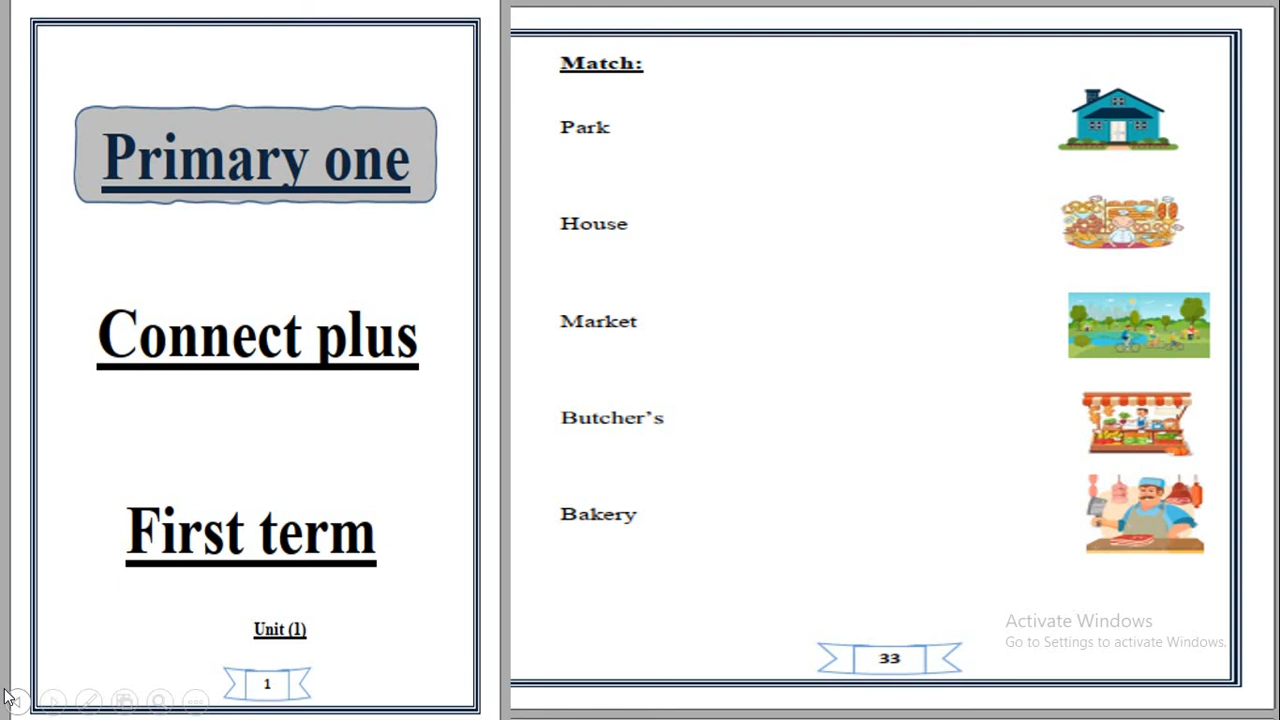 Primary one
Connect plus
First term
Unit (1)
1
Match:
Park
House
Market
Butcher’s
Bakery
33
Activate Windows
Go to Settings to activate Windows.